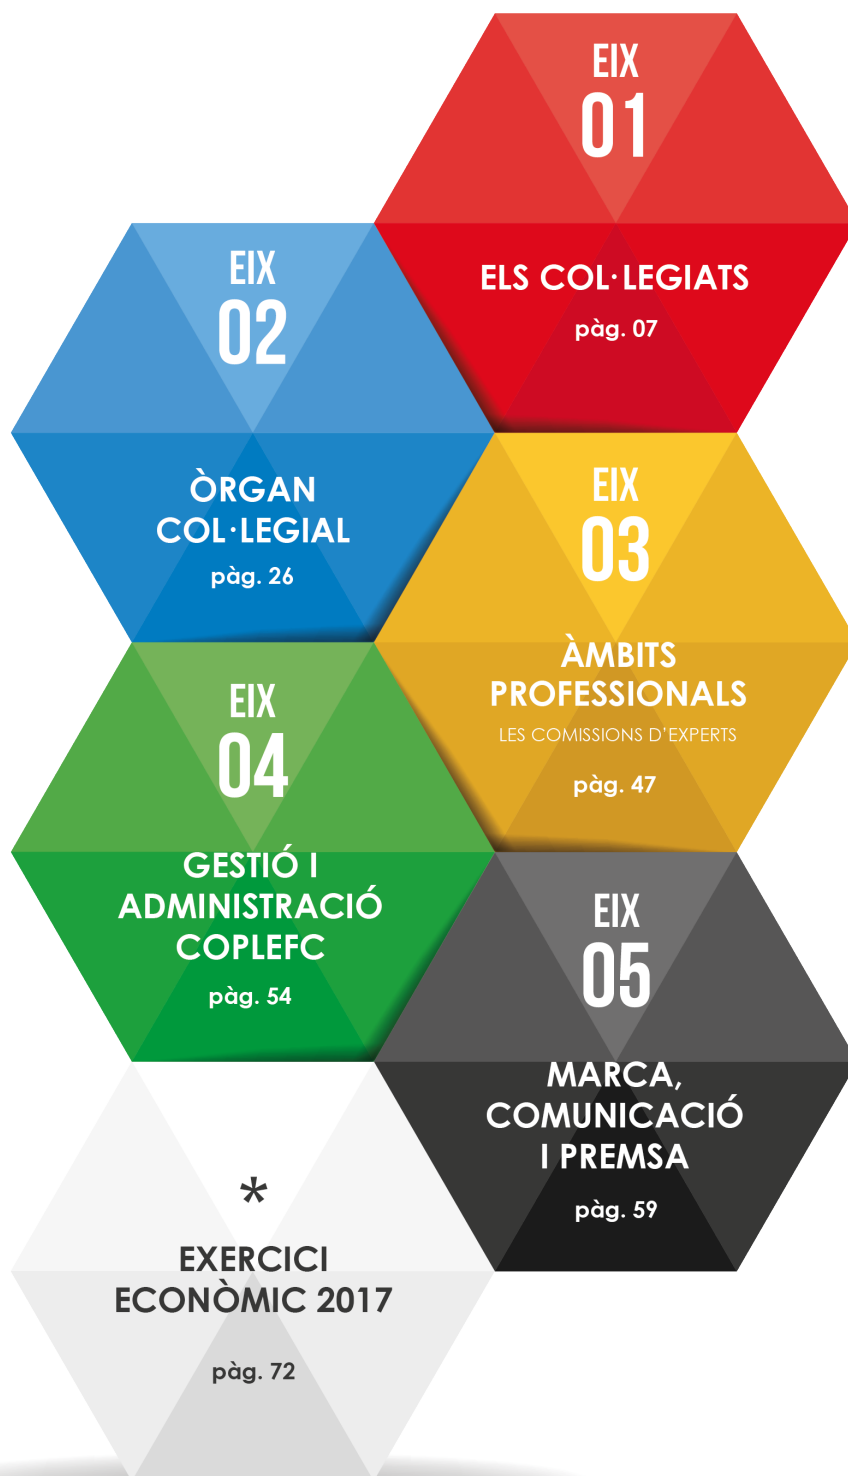 EIX
01
ELS COL·LEGIATS
pàg. 07
EIX
02
ÒRGAN
COL·LEGIAL
pàg. 26
EIX
03
ÀMBITS
PROFESSIONALS
LES COMISSIONS D'EXPERTS
pàg. 47
EIX
04
GESTIÓ I
ADMINISTRACIÓ
COPLEFC
pàg. 54
EIX
05
MARCA,
COMUNICACIÓ
I PREMSA
pàg. 59
*
EXERCICI
ECONÒMIC 2017
pàg. 72